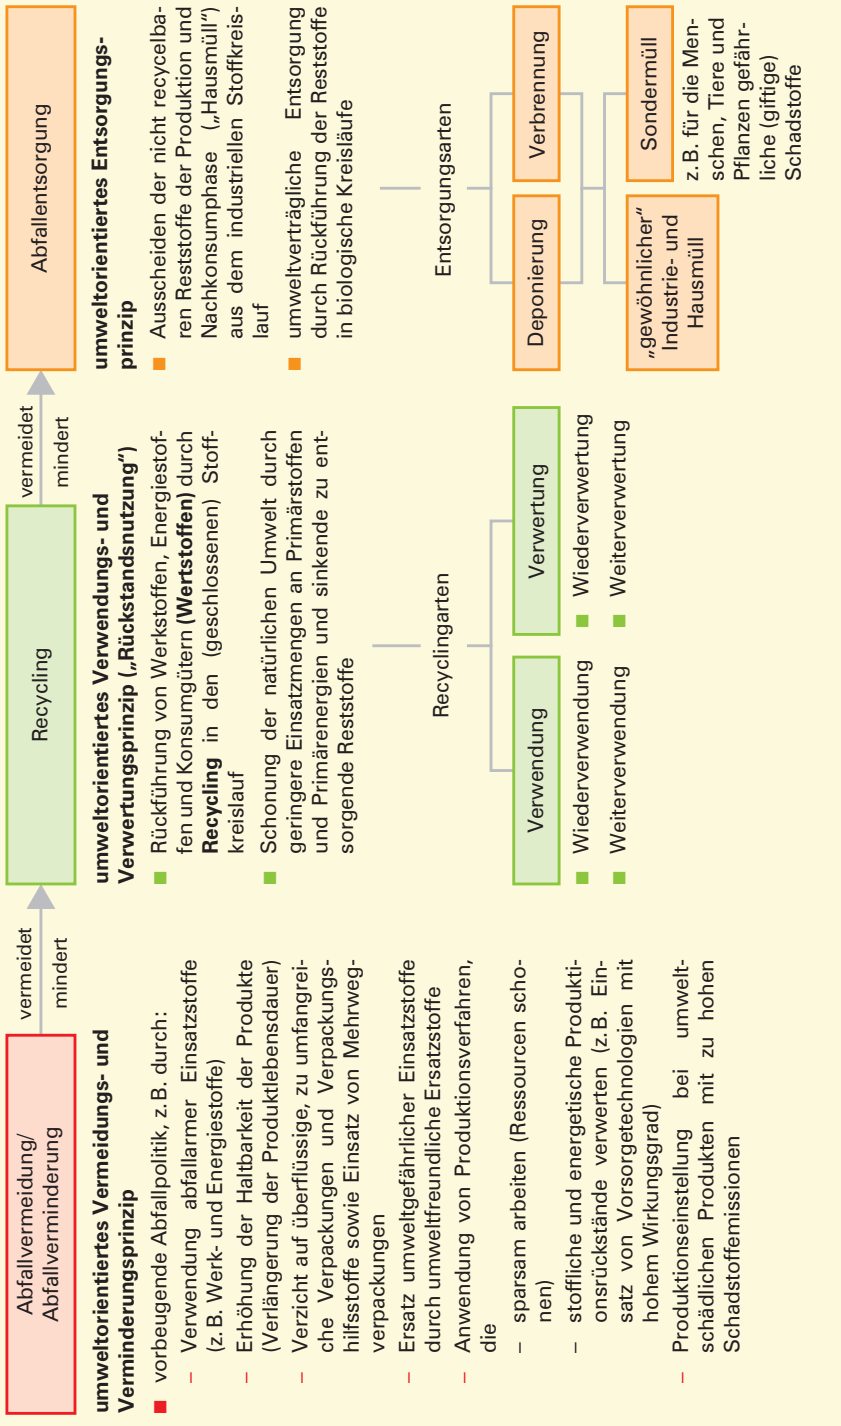 Abfallvermeidung/
Abfallverminderung
vermeidet
mindert
umweltorientiertes Vermeidungs- und
Verminderungsprinzip
vorbeugende Abfallpolitik, z.B. durch:
– Verwendung abfallarmer Einsatzstoffe
(z.B. Werk- und Energiestoffe)
– Erhöhung der Haltbarkeit der Produkte
(Verlängerung der Produktlebensdauer)
– Verzicht auf überflüssige, zu umfangrei-
che Verpackungen und Verpackungs-
hilfsstoffe sowie Einsatz von Mehrweg-
verpackungen
– Ersatz umweltgefährlicher Einsatzstoffe
durch umweltfreundliche Ersatzstoffe
– Anwendung von Produktionsverfahren,
die
– sparsam arbeiten (Ressourcen scho-
nen)
– stoffliche und energetische Produkti-
onsrückstände verwerten (z.B. Ein-
satz von Vorsorgetechnologien mit
hohem Wirkungsgrad)
– Produktionseinstellung bei umwelt-
schädlichen Produkten mit zu hohen
Schadstoffemissionen
Recycling
vermeidet
mindert
umweltorientiertes Verwendungs- und
Verwertungsprinzip („Rückstandsnutzung")
Rückführung von Werkstoffen, Energiestof-
fen und Konsumgütern (Wertstoffen) durch
Recycling in den (geschlossenen) Stoff-
kreislauf
Schonung der natürlichen Umwelt durch
geringere Einsatzmengen an Primärstoffen
und Primärenergien und sinkende zu ent-
sorgende Reststoffe
Recyclingarten
Verwendung
Wiederverwendung
Weiterverwendung
Verwertung
Wiederverwertung
Weiterverwertung
Abfallentsorgung
umweltorientiertes Entsorgungs-
prinzip
Ausscheiden der nicht recycelba-
ren Reststoffe der Produktion und
Nachkonsumphase („Hausmüll")
aus dem industriellen Stoffkreis-
lauf
umweltverträgliche Entsorgung
durch Rückführung der Reststoffe
in biologische Kreisläufe
Entsorgungsarten
Deponierung
Verbrennung
„gewöhnlicher"
Industrie- und
Hausmüll
Sondermüll
z.B. für die Men-
schen, Tiere und
Pflanzen gefähr-
liche (giftige)
Schadstoffe